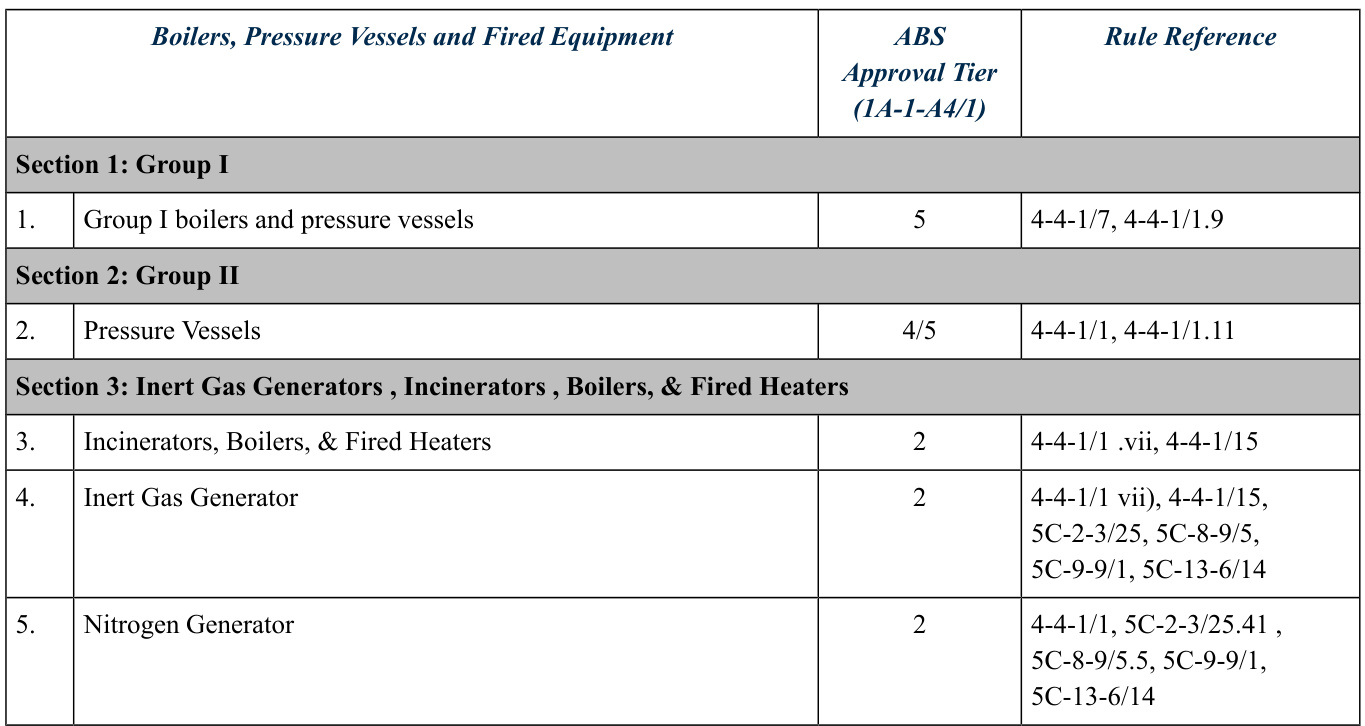 Boilers, Pressure Vessels and Fired Equipment
ABS
Approval Tier
(1A-1-A4/1)
Rule Reference
Section 1: Group I
1. Group I boilers and pressure vessels 5 4-4-1/7, 4-4-1/1.9
Section 2: Group II
2. Pressure Vessels 4/5 4-4-1/1, 4-4-1/1.11
Section 3: Inert Gas Generators , Incinerators , Boilers, & Fired Heaters
3. Incinerators, Boilers, & Fired Heaters 2 4-4-1/1 .vii, 4-4-1/15
4. Inert Gas Generator 2 4-4-1/1 vii), 4-4-1/15,
5C-2-3/25, 5C-8-9/5,
5C-9-9/1, 5C-13-6/14
5. Nitrogen Generator 2 4-4-1/1, 5C-2-3/25.41 ,
5C-8-9/5.5, 5C-9-9/1,
5C-13-6/14